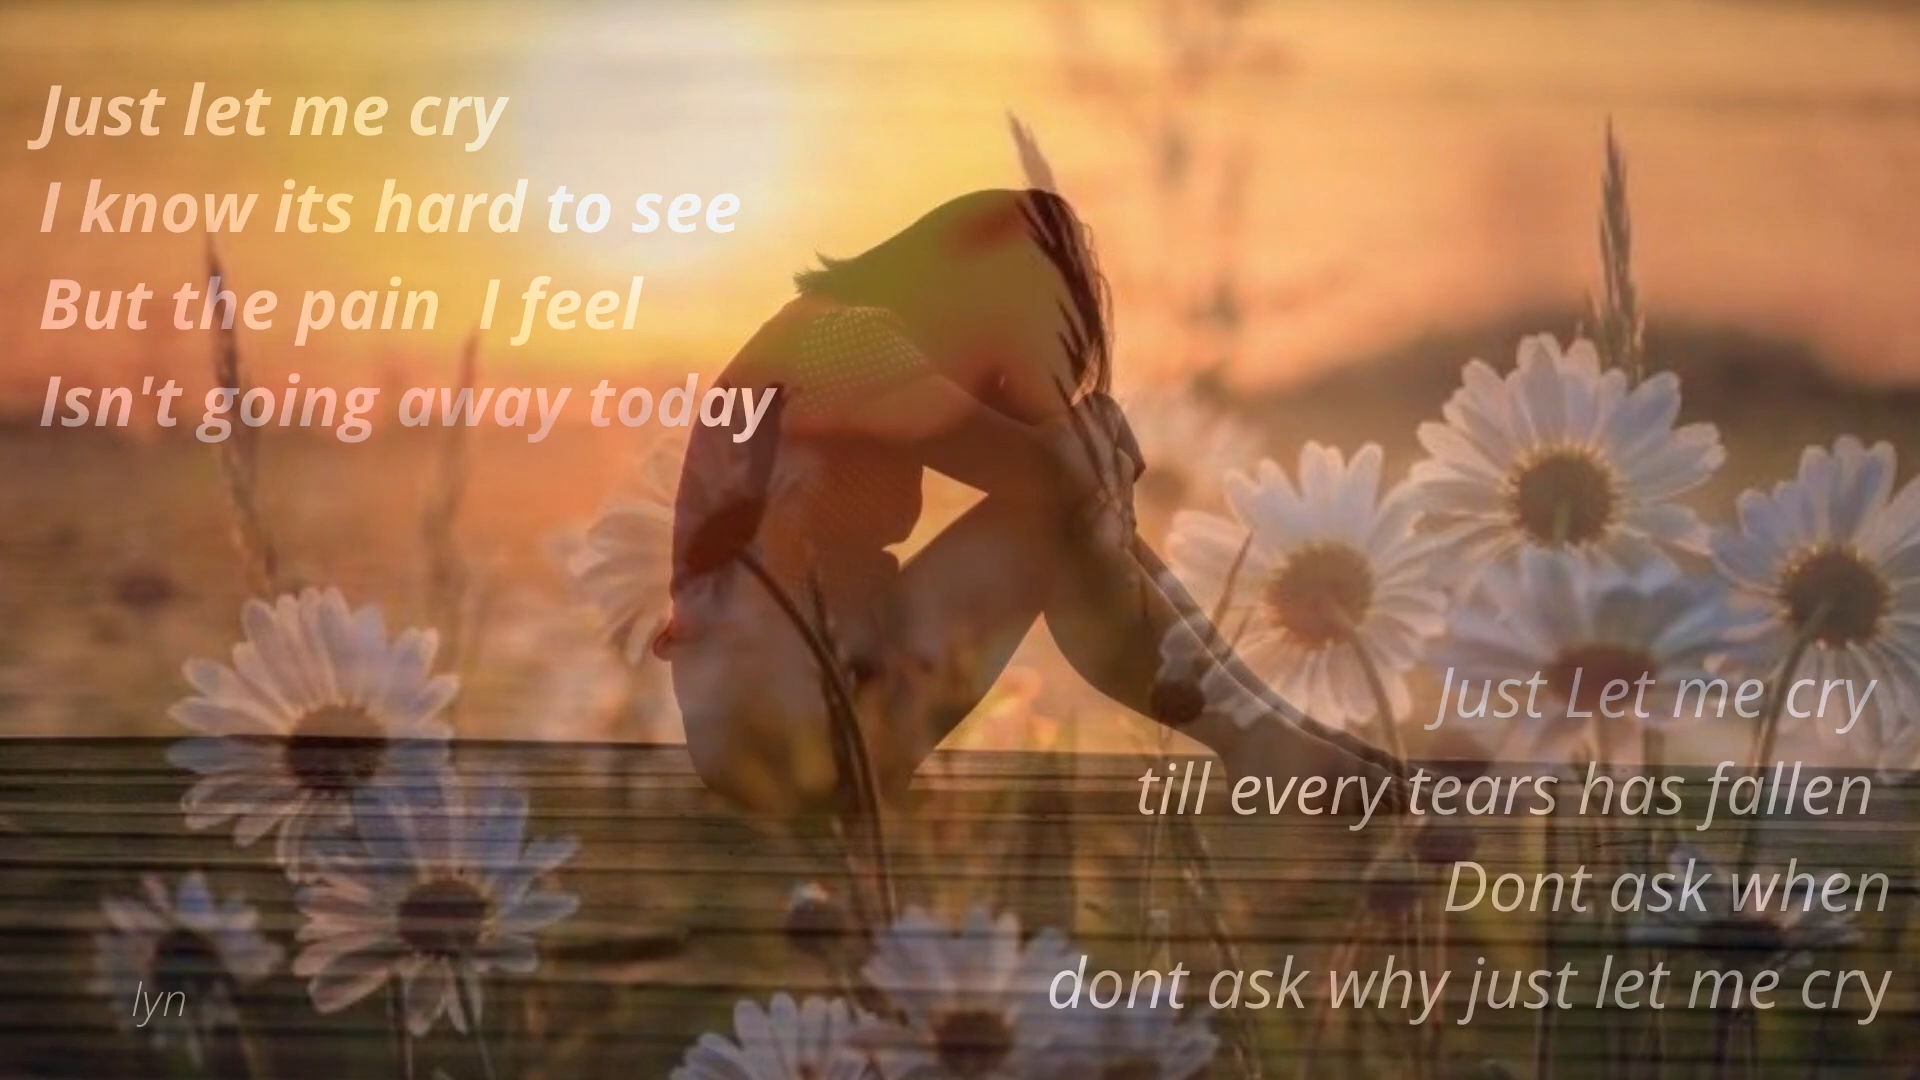 Just let me cry
I know its hard to see
But the pain I feel
Isn't going away today
Just Let me cry
till every tears has fallen
Dont ask when
dont ask why just let me cry
lyn